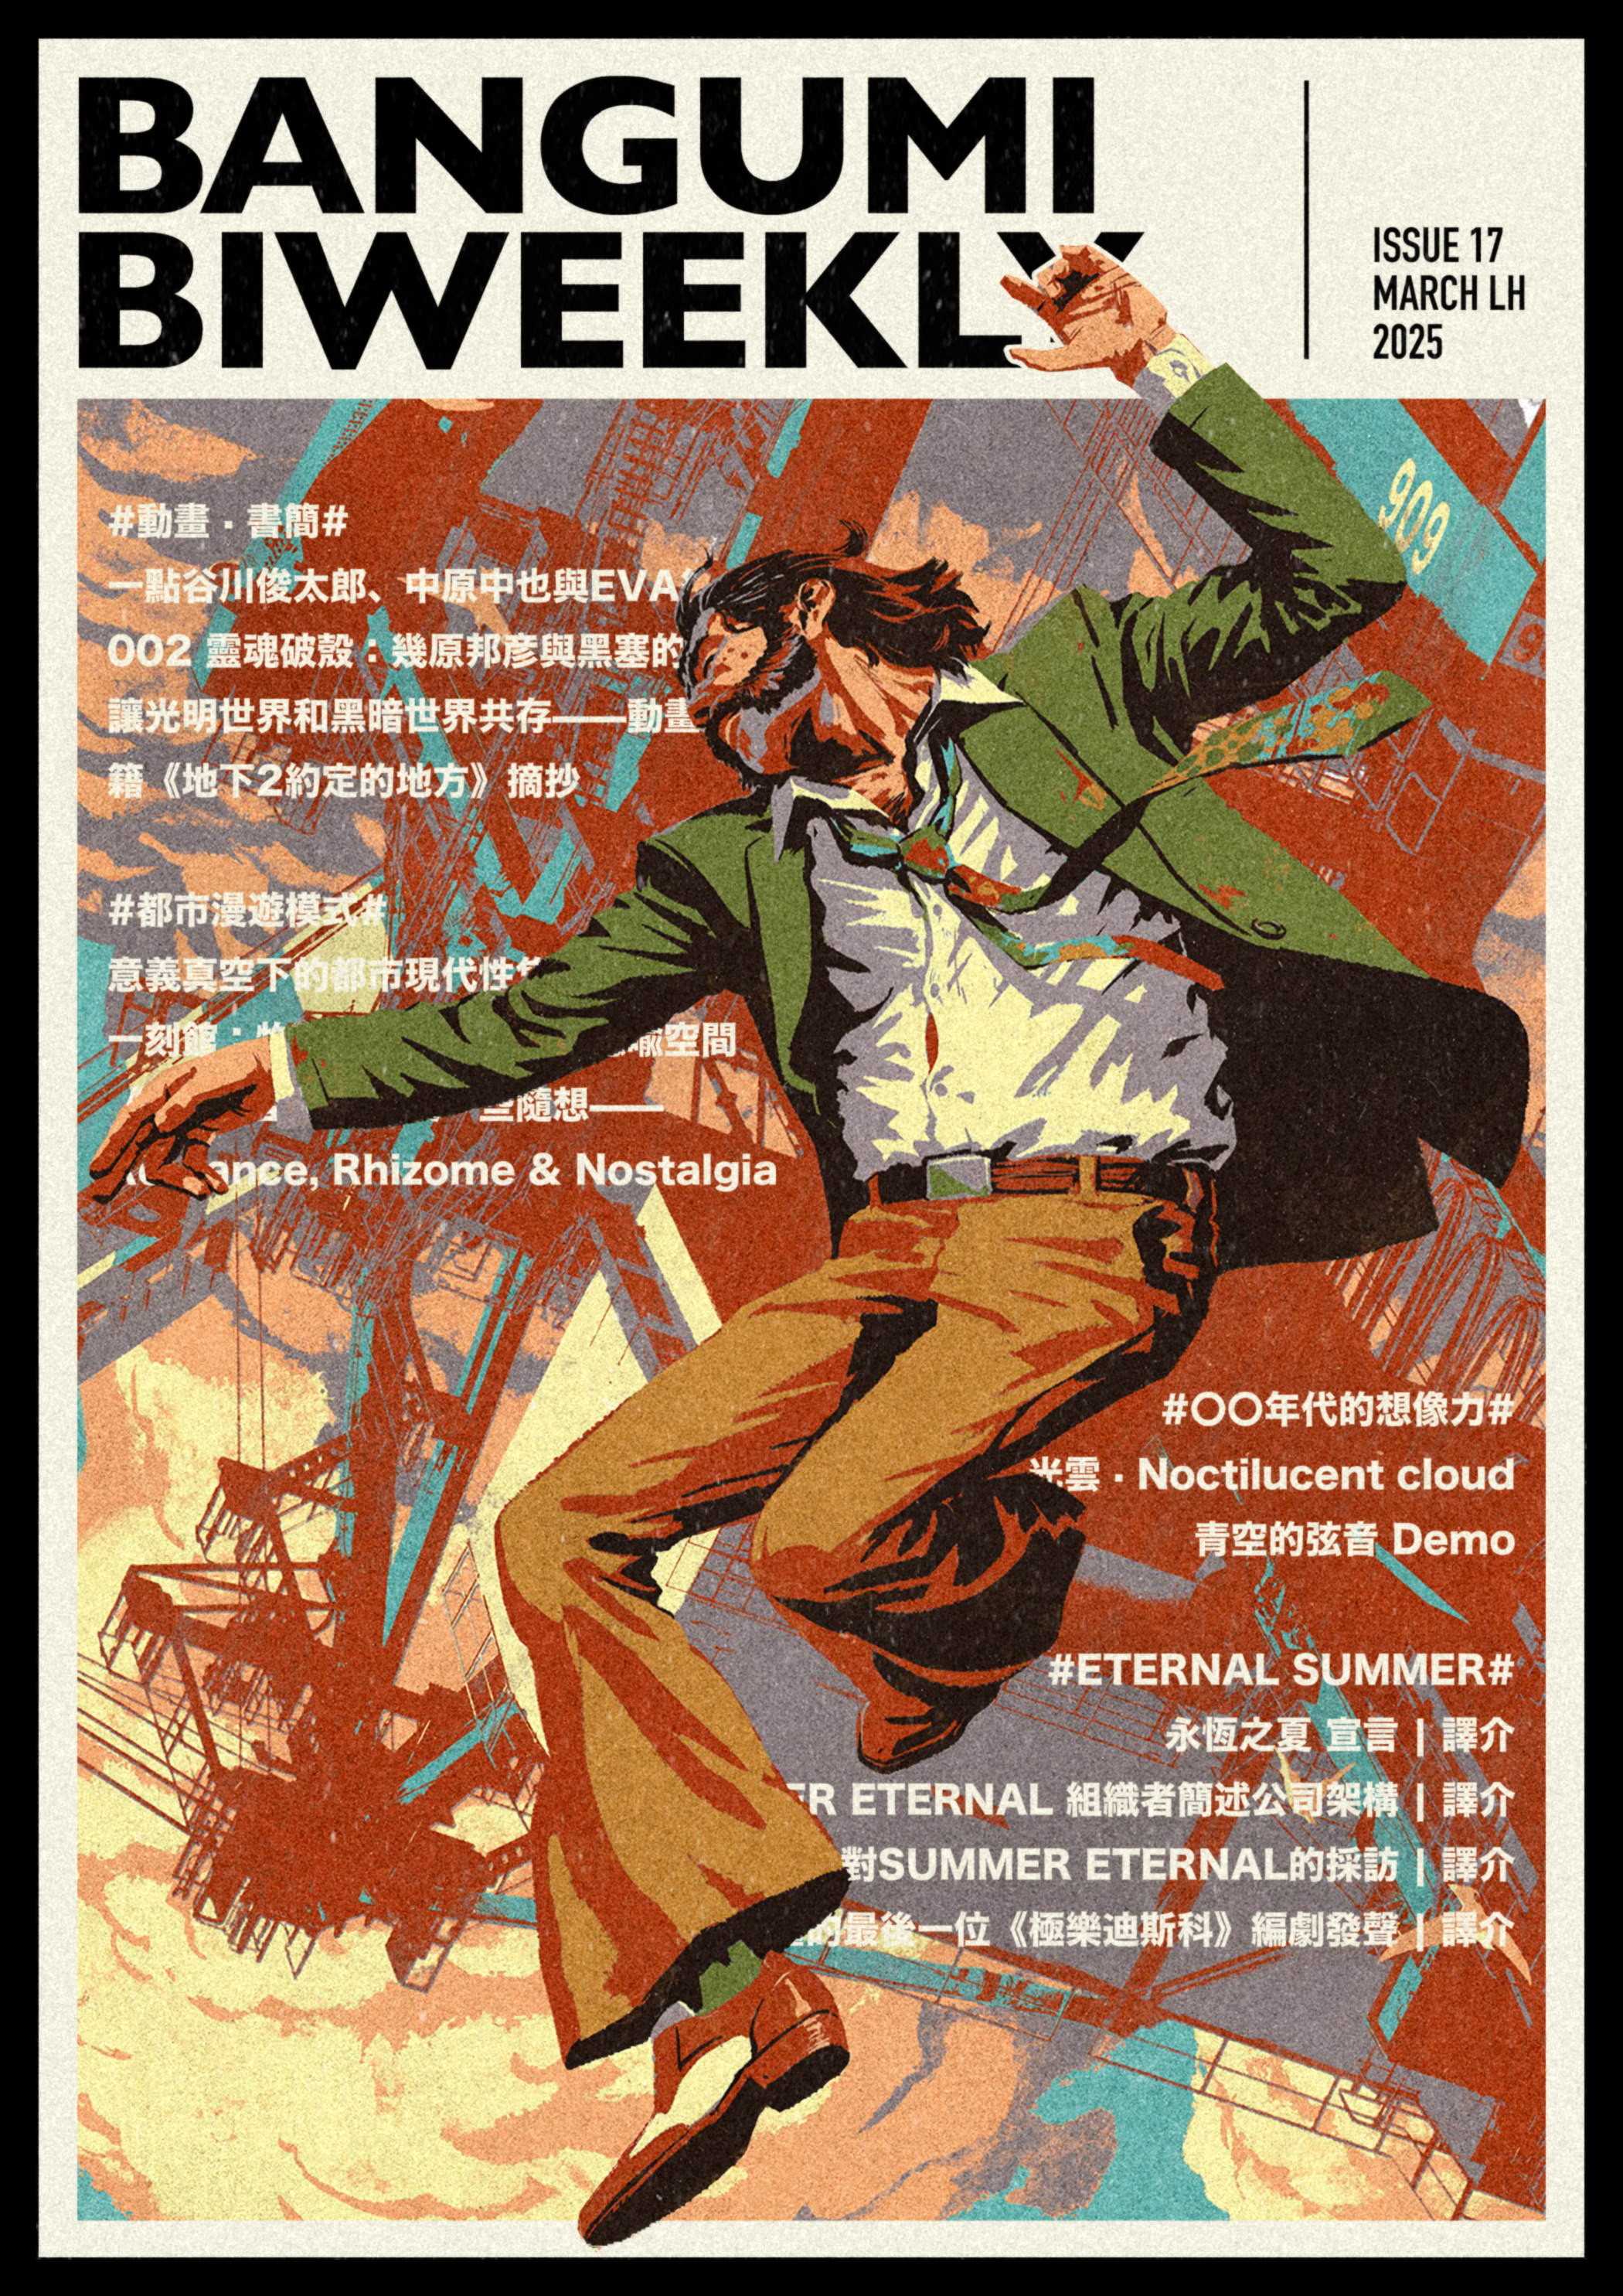 BANGUMI
BIWEEKLY
ISSUE 17
MARCH LH
2025
909
#動畫·書簡#
一點谷川俊太郎、中原中也與EVA
002 靈魂破殼：幾原邦彦與黑塞的
讓光明世界和黑暗世界共存——動畫
籍《地下2約定的地方》摘抄
#都市漫遊模式#
意義真空下的都市現代性
一刻館：
喻空間
些隨想——
Rhizome & Nostalgia
#〇〇年代的想像力#
光雲·Noctilucent cloud
青空的弦音 Demo
#ETERNAL SUMMER#
永恆之夏 宣言｜譯介
ETERNAL 組織者簡述公司架構｜譯介
對SUMMER ETERNAL的採訪｜譯介
的最後一位《極樂迪斯科》編劇發聲｜譯介